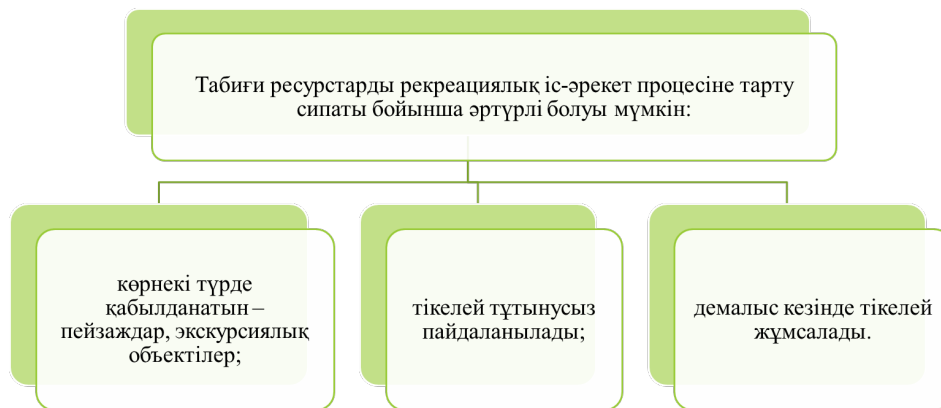 Табиғи ресурстарды рекреациялық іс-әрекет процесіне тарту
сипаты бойынша әртүрлі болуы мүмкін:
көрнекі түрде
қабылданатын –
пейзаждар, экскурсиялық
объектілер;
тікелей тұтынусыз
пайдаланылады;
демалыс кезінде тікелей
жұмсалады.